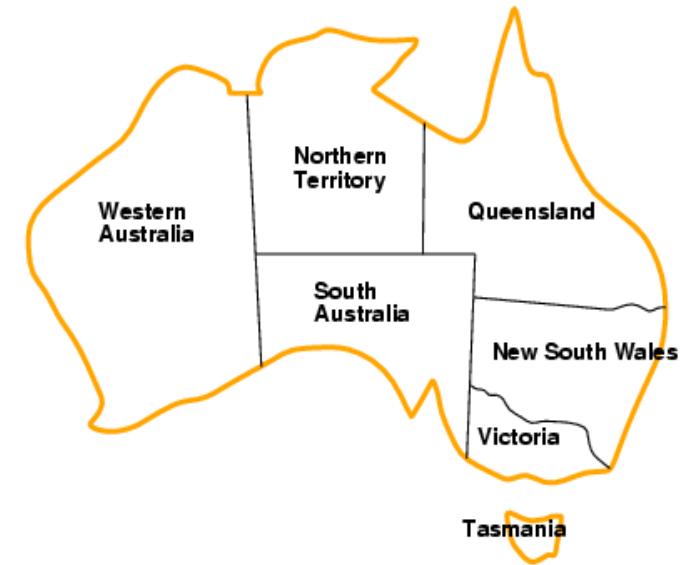 Northern
Territory
Western
Australia
Queensland
South
Australia
New South Wales
Victoria
Tasmania